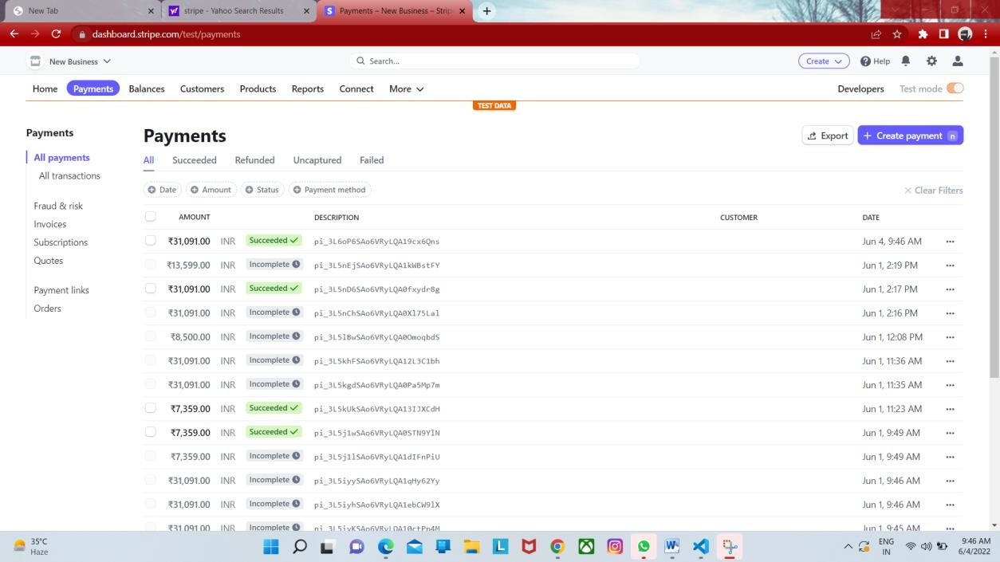 New Tab
stripe - Yahoo Search Results
Payments – New Business – Strip
dashboard.stripe.com/test/payments
New Business
Search...
Create
Help
Home Payments Balances Customers Products Reports Connect More
Developers Test mode
TEST DATA
Payments
All payments
All transactions
Fraud & risk
Invoices
Subscriptions
Quotes
Payment links
Orders
Payments
Export
+ Create payment n
All Succeeded Refunded Uncaptured Failed
Date Amount Status Payment method
Clear Filters
AMOUNT DESCRIPTION CUSTOMER DATE
₹31,091.00 INR Succeeded pi_3L6oP6SAo6VRyLQA19cx6Qns Jun 4, 9:46 AM
₹13,599.00 INR Incomplete pi_3L5nEjSAo6VRyLQA1kWBstFY Jun 1, 2:19 PM
₹31,091.00 INR Succeeded pi_3L5nD6SAo6VRyLQA0fxydr8g Jun 1, 2:17 PM
₹31,091.00 INR Incomplete pi_3L5nChSAo6VRyLQA0Xl75Lal Jun 1, 2:16 PM
₹8,500.00 INR Incomplete pi_3L5lBwSAo6VRyLQA0OmoqbdS Jun 1, 12:08 PM
₹31,091.00 INR Incomplete pi_3L5khFSAo6VRyLQA12L3C1bh Jun 1, 11:36 AM
₹31,091.00 INR Incomplete pi_3L5kgdSAo6VRyLQA0Pa5Mp7m Jun 1, 11:35 AM
₹7,359.00 INR Succeeded pi_3L5kUkSAo6VRyLQA13IJXCdH Jun 1, 11:23 AM
₹7,359.00 INR Succeeded pi_3L5j1wSAo6VRyLQA0STN9YlN Jun 1, 9:49 AM
₹7,359.00 INR Incomplete pi_3L5j1lSAo6VRyLQA1dIFnPiU Jun 1, 9:49 AM
₹31,091.00 INR Incomplete pi_3L5iyySAo6VRyLQA1qHy62Yy Jun 1, 9:46 AM
₹31,091.00 INR Incomplete pi_3L5iyhSAo6VRyLQA1ebCW9lX Jun 1, 9:46 AM
₹31,091.00 INR Incomplete pi_3L5iyKSAo6VRyLQA10ctPp4M Jun 1, 9:45 AM
35°C
Haze
ENG
IN
9:46 AM
6/4/2022